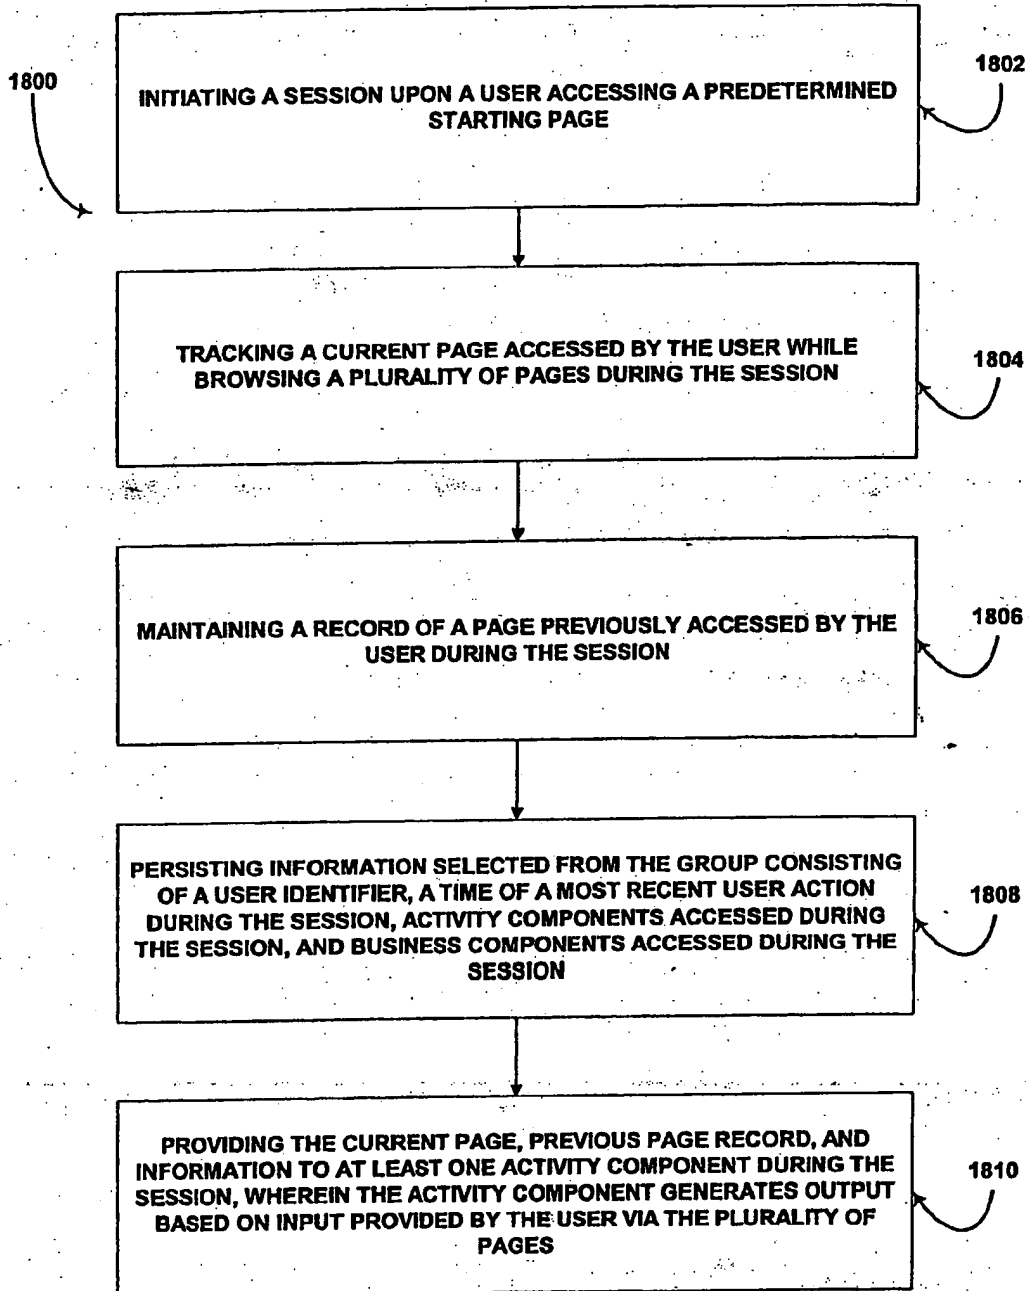 1800
1802
INITIATING A SESSION UPON A USER ACCESSING A PREDETERMINED
STARTING PAGE
TRACKING A CURRENT PAGE ACCESSED BY THE USER WHILE
BROWSING A PLURALITY OF PAGES DURING THE SESSION
1804
MAINTAINING A RECORD OF A PAGE PREVIOUSLY ACCESSED BY THE
USER DURING THE SESSION
1806
PERSISTING INFORMATION SELECTED FROM THE GROUP CONSISTING
OF A USER IDENTIFIER, A TIME OF A MOST RECENT USER ACTION
DURING THE SESSION, ACTIVITY COMPONENTS ACCESSED DURING
THE SESSION, AND BUSINESS COMPONENTS ACCESSED DURING THE
SESSION
1808
PROVIDING THE CURRENT PAGE, PREVIOUS PAGE RECORD, AND
INFORMATION TO AT LEAST ONE ACTIVITY COMPONENT DURING THE
SESSION, WHEREIN THE ACTIVITY COMPONENT GENERATES OUTPUT
BASED ON INPUT PROVIDED BY THE USER VIA THE PLURALITY OF
PAGES
1810